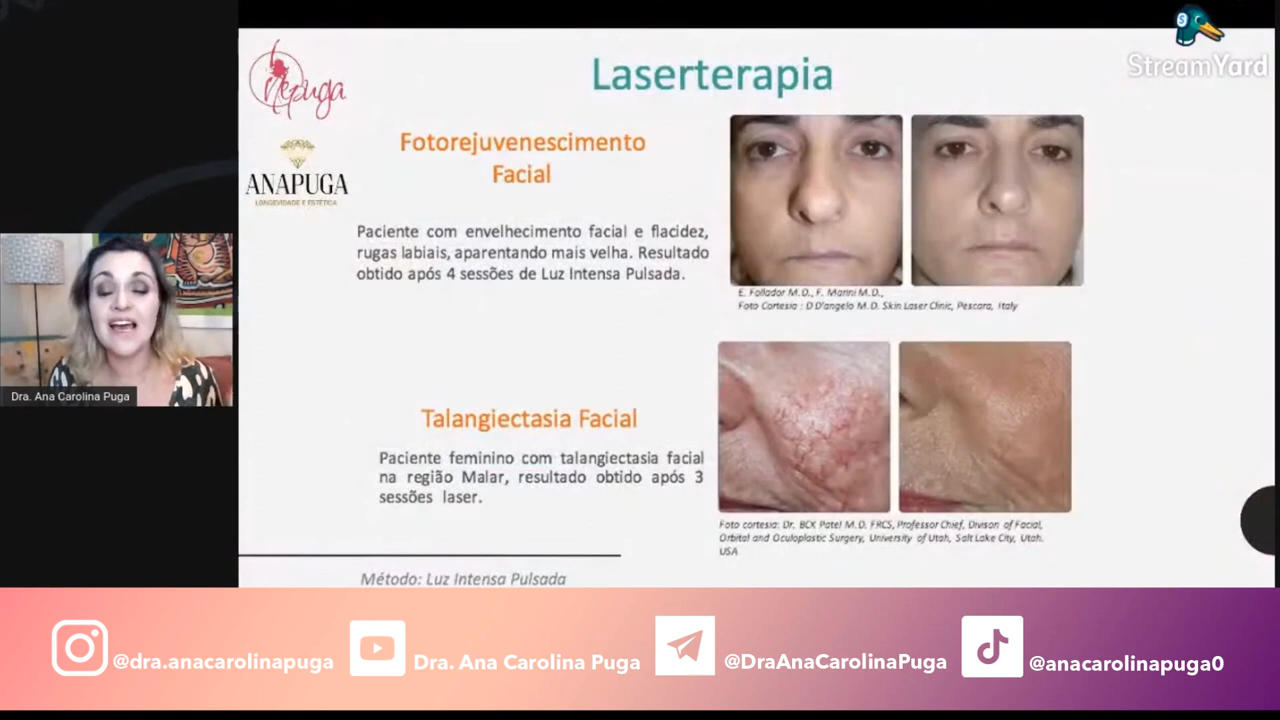 StreamYard
Laserterapia
nepuga
ANAPUGA
LONGEVIDADE E ESTÉTICA
Fotorejuvenescimento
Facial
Paciente com envelhecimento facial e flacidez,
rugas labiais, aparentando mais velha. Resultado
obtido após 4 sessões de Luz Intensa Pulsada.
E. Follador M.D., F. Marini M.D.,
Foto Cortesia : D D'angelo M.D. Skin Laser Clinic, Pescara, Italy
Dra. Ana Carolina Puga
Talangiectasia Facial
Paciente feminino com talangiectasia facial
na região Malar, resultado obtido após 3
sessões laser.
Foto cortesia: Dr. BCK Patel M.D. FRCS, Professor Chief, Divison of Facial,
Orbital and Oculoplastic Surgery, University of Utah, Salt Lake City, Utah.
USA
Método: Luz Intensa Pulsada
@dra.anacarolinapuga
Dra. Ana Carolina Puga
@DraAnaCarolinaPuga
@anacarolinapuga0